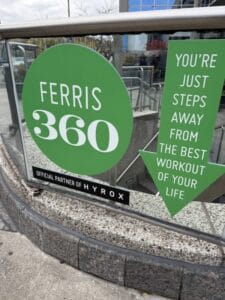 FERRIS
360
OFFICIAL PARTNER OF HYROX
YOU'RE
JUST
STEPS
AWAY
FROM
THE BEST
WORKOUT
OF YOUR
LIFE